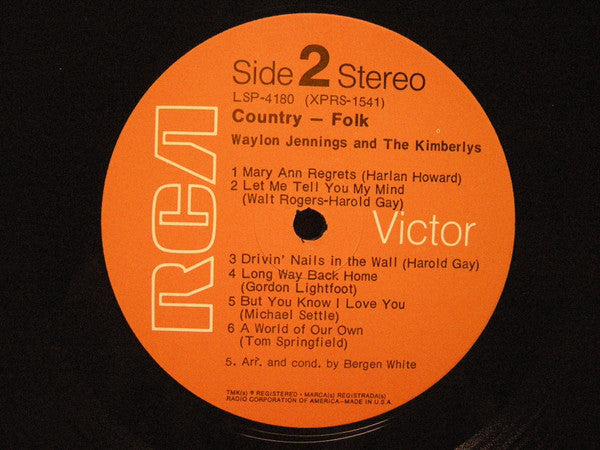 Side 2 Stereo
LSP-4180 (XPRS-1541)
Country – Folk
Waylon Jennings and The Kimberlys
1 Mary Ann Regrets (Harlan Howard)
2 Let Me Tell You My Mind
(Walt Rogers-Harold Gay)
RCA
Victor
3 Drivin' Nails in the Wall (Harold Gay)
4 Long Way Back Home
(Gordon Lightfoot)
5 But You Know I Love You
(Michael Settle)
6 A World of Our Own
(Tom Springfield)
5. Arr. and cond. by Bergen White
TMK(s) ® REGISTERED • MARCA(s) REGISTRADA(s)
RADIO CORPORATION OF AMERICA–MADE IN U.S.A.